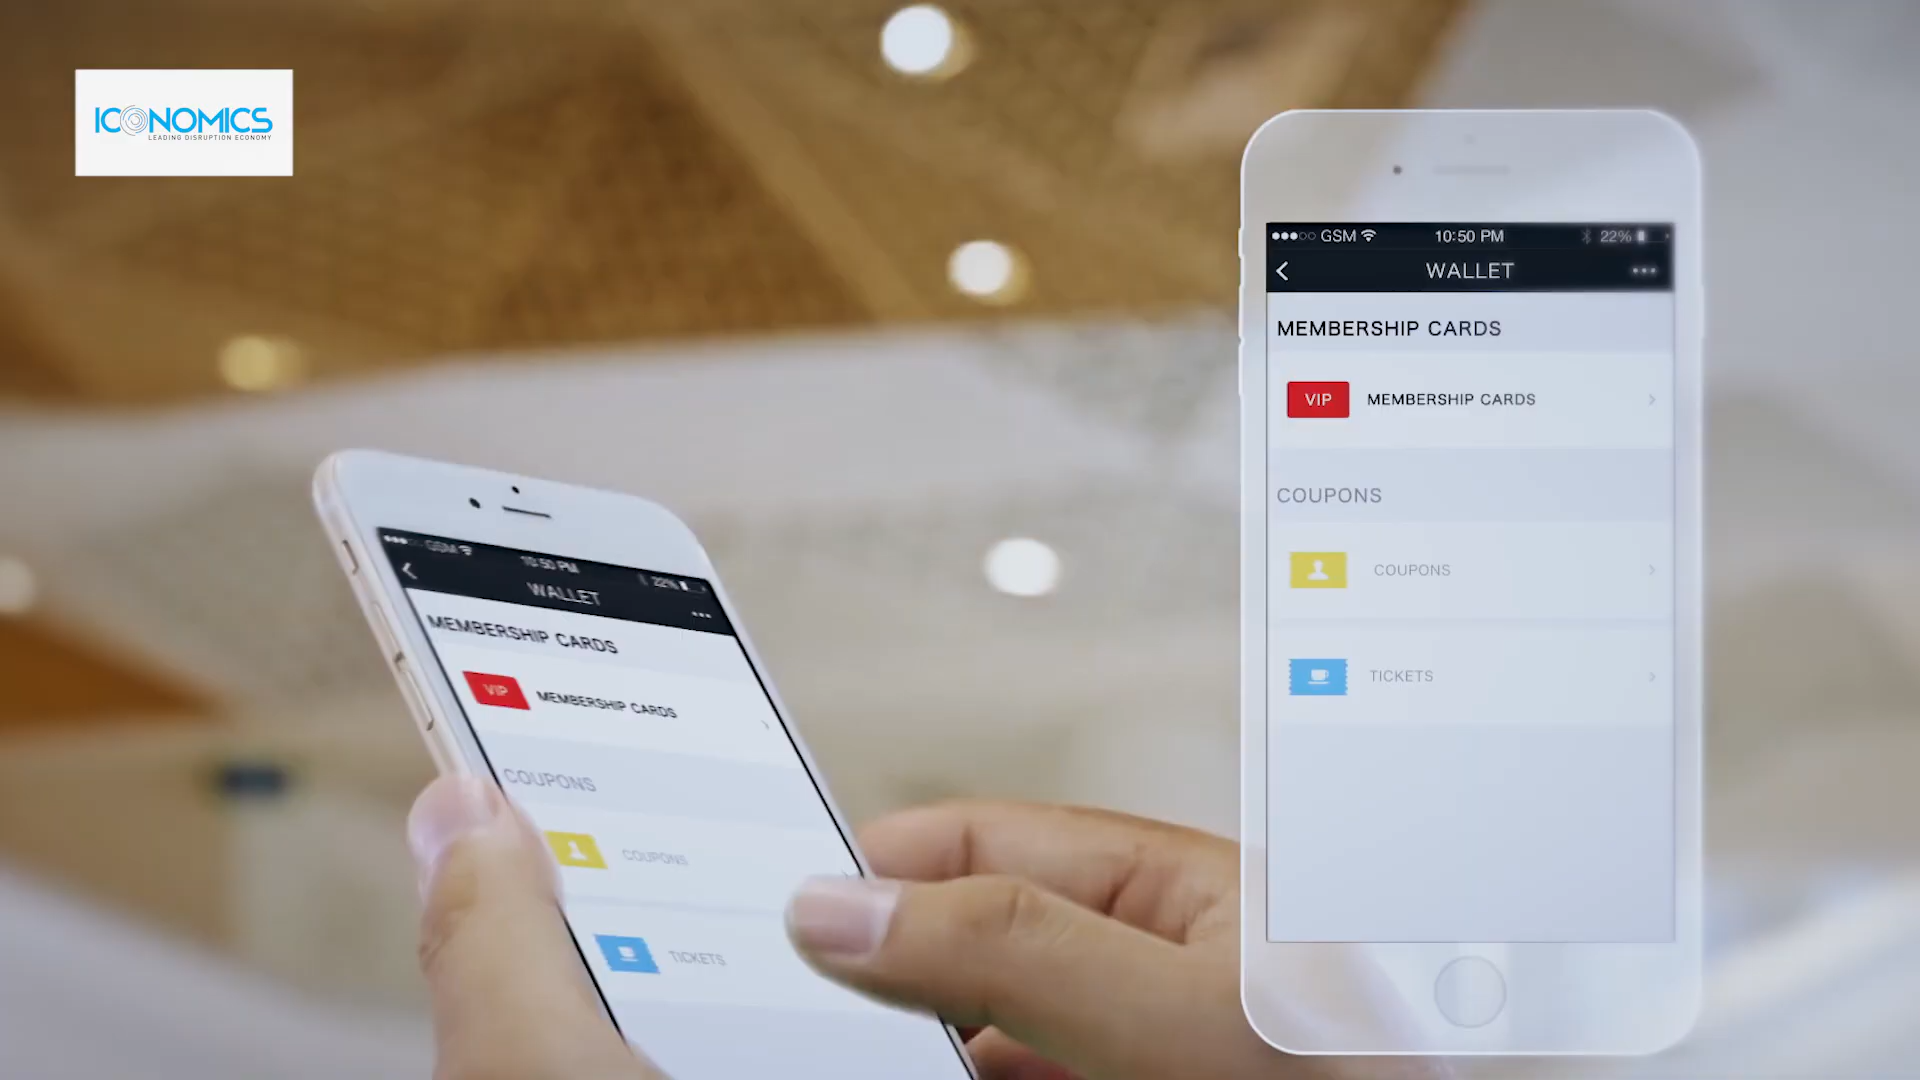 ICONOMICS
LEADING DISRUPTION ECONOMY
GSM 10:50 PM 22%
WALLET
MEMBERSHIP CARDS
VIP MEMBERSHIP CARDS
COUPONS
COUPONS
TICKETS
GSM 10:50 PM 22%
WALLET
MEMBERSHIP CARDS
VIP MEMBERSHIP CARDS
COUPONS
COUPONS
TICKETS